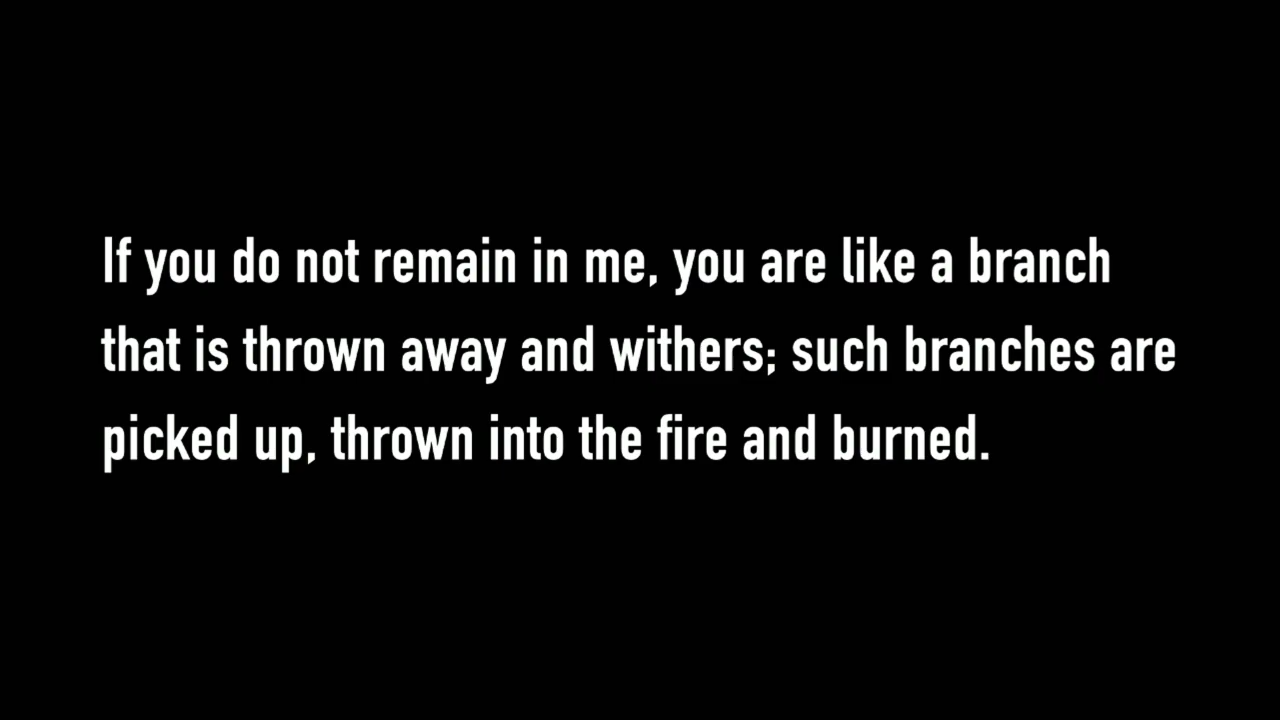 If you do not remain in me, you are like a branch
that is thrown away and withers; such branches are
picked up, thrown into the fire and burned.